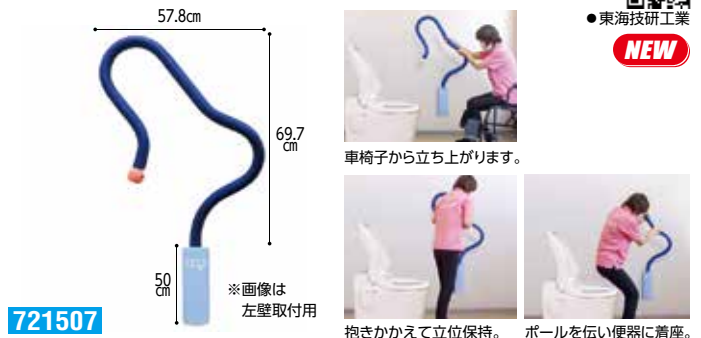 57.8cm
69.7
cm
50
cm
※画像は
左壁取付用
721507
●東海技研工業
NEW
車椅子から立ち上がります。
抱きかかえて立位保持。
ポールを伝い便器に着座。